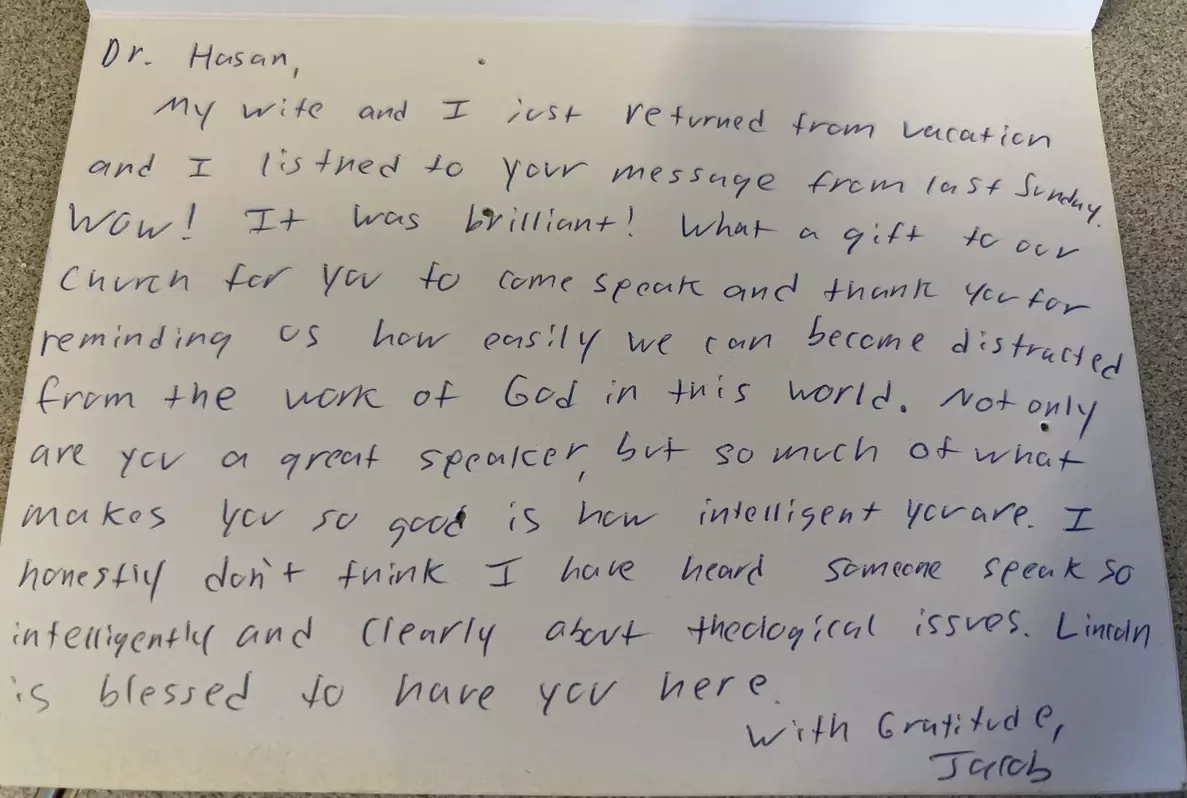 Dr. Hasan,
My wife and I just returned from vacation
and I listned to your message from last Sunday.
Wow! It was brilliant! What a gift to our
Church for you to come speak and thank you for
reminding us how easily we can become distracted
from the work of God in this world. Not only
are you a great speaker, but so much of what
makes you so good is how intelligent you are. I
honestly don't think I have heard someone speak so
intelligently and clearly about theological issues. Lincoln
is blessed to have you here.
With Gratitude,
Jacob